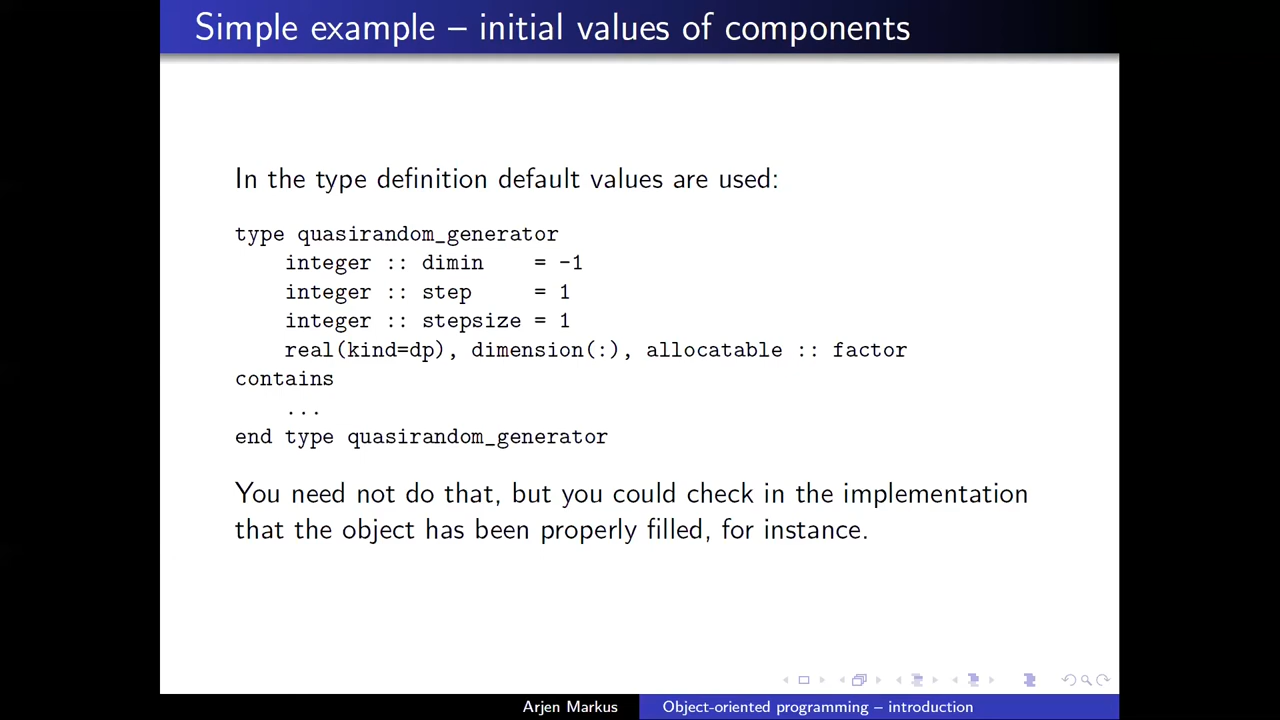 Simple example – initial values of components
In the type definition default values are used:
type quasirandom_generator
    integer :: dimin    = -1
    integer :: step     = 1
    integer :: stepsize = 1
    real(kind=dp), dimension(:), allocatable :: factor
contains
    ...
end type quasirandom_generator
You need not do that, but you could check in the implementation
that the object has been properly filled, for instance.
Arjen Markus
Object-oriented programming – introduction